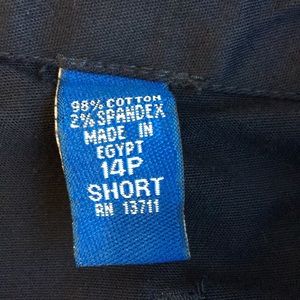 98% COTTON
2% SPANDEX
MADE IN
EGYPT
14P
SHORT
RN 13711